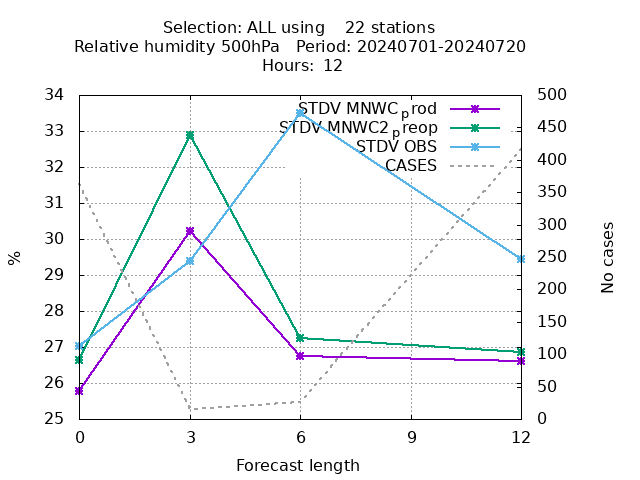 Selection: ALL using 22 stations
Relative humidity 500hPa Period: 20240701-20240720
Hours: 12
STDV MNWCprod
STDV MNWC2preop
STDV OBS
CASES
34
33
32
31
30
29
28
27
26
25
%
500
450
400
350
300
250
200
150
100
50
0
No cases
0 3 6 9 12
Forecast length